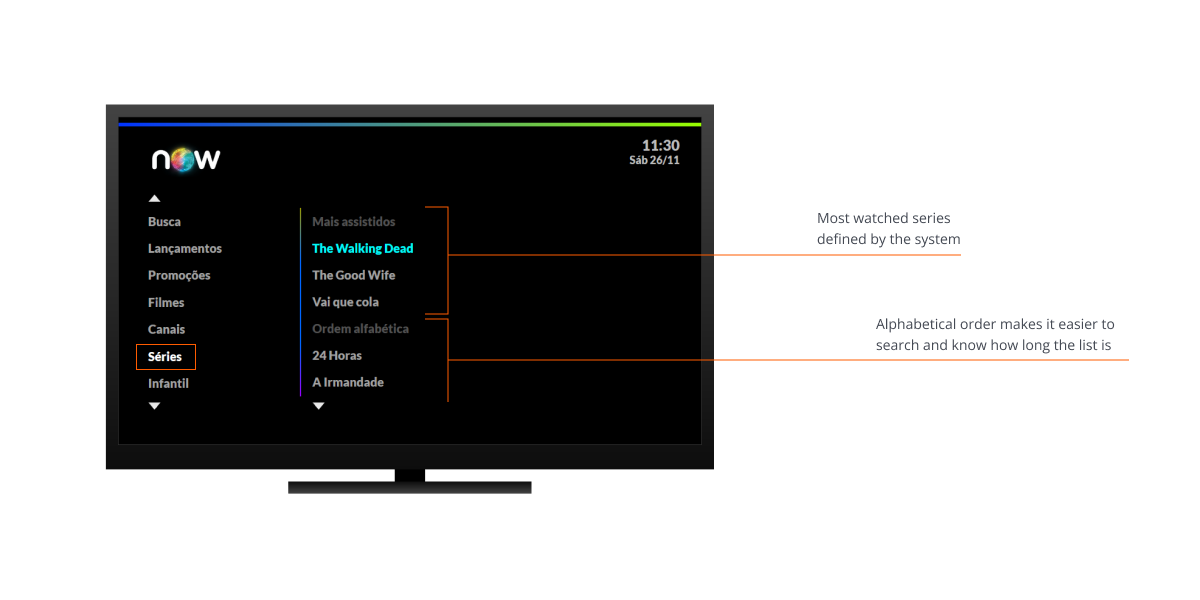 now
11:30
Sáb 26/11
Busca
Lançamentos
Promoções
Filmes
Canais
Séries
Infantil
Mais assistidos
The Walking Dead
The Good Wife
Vai que cola
Ordem alfabética
24 Horas
A Irmandade
Most watched series
defined by the system
Alphabetical order makes it easier to
search and know how long the list is